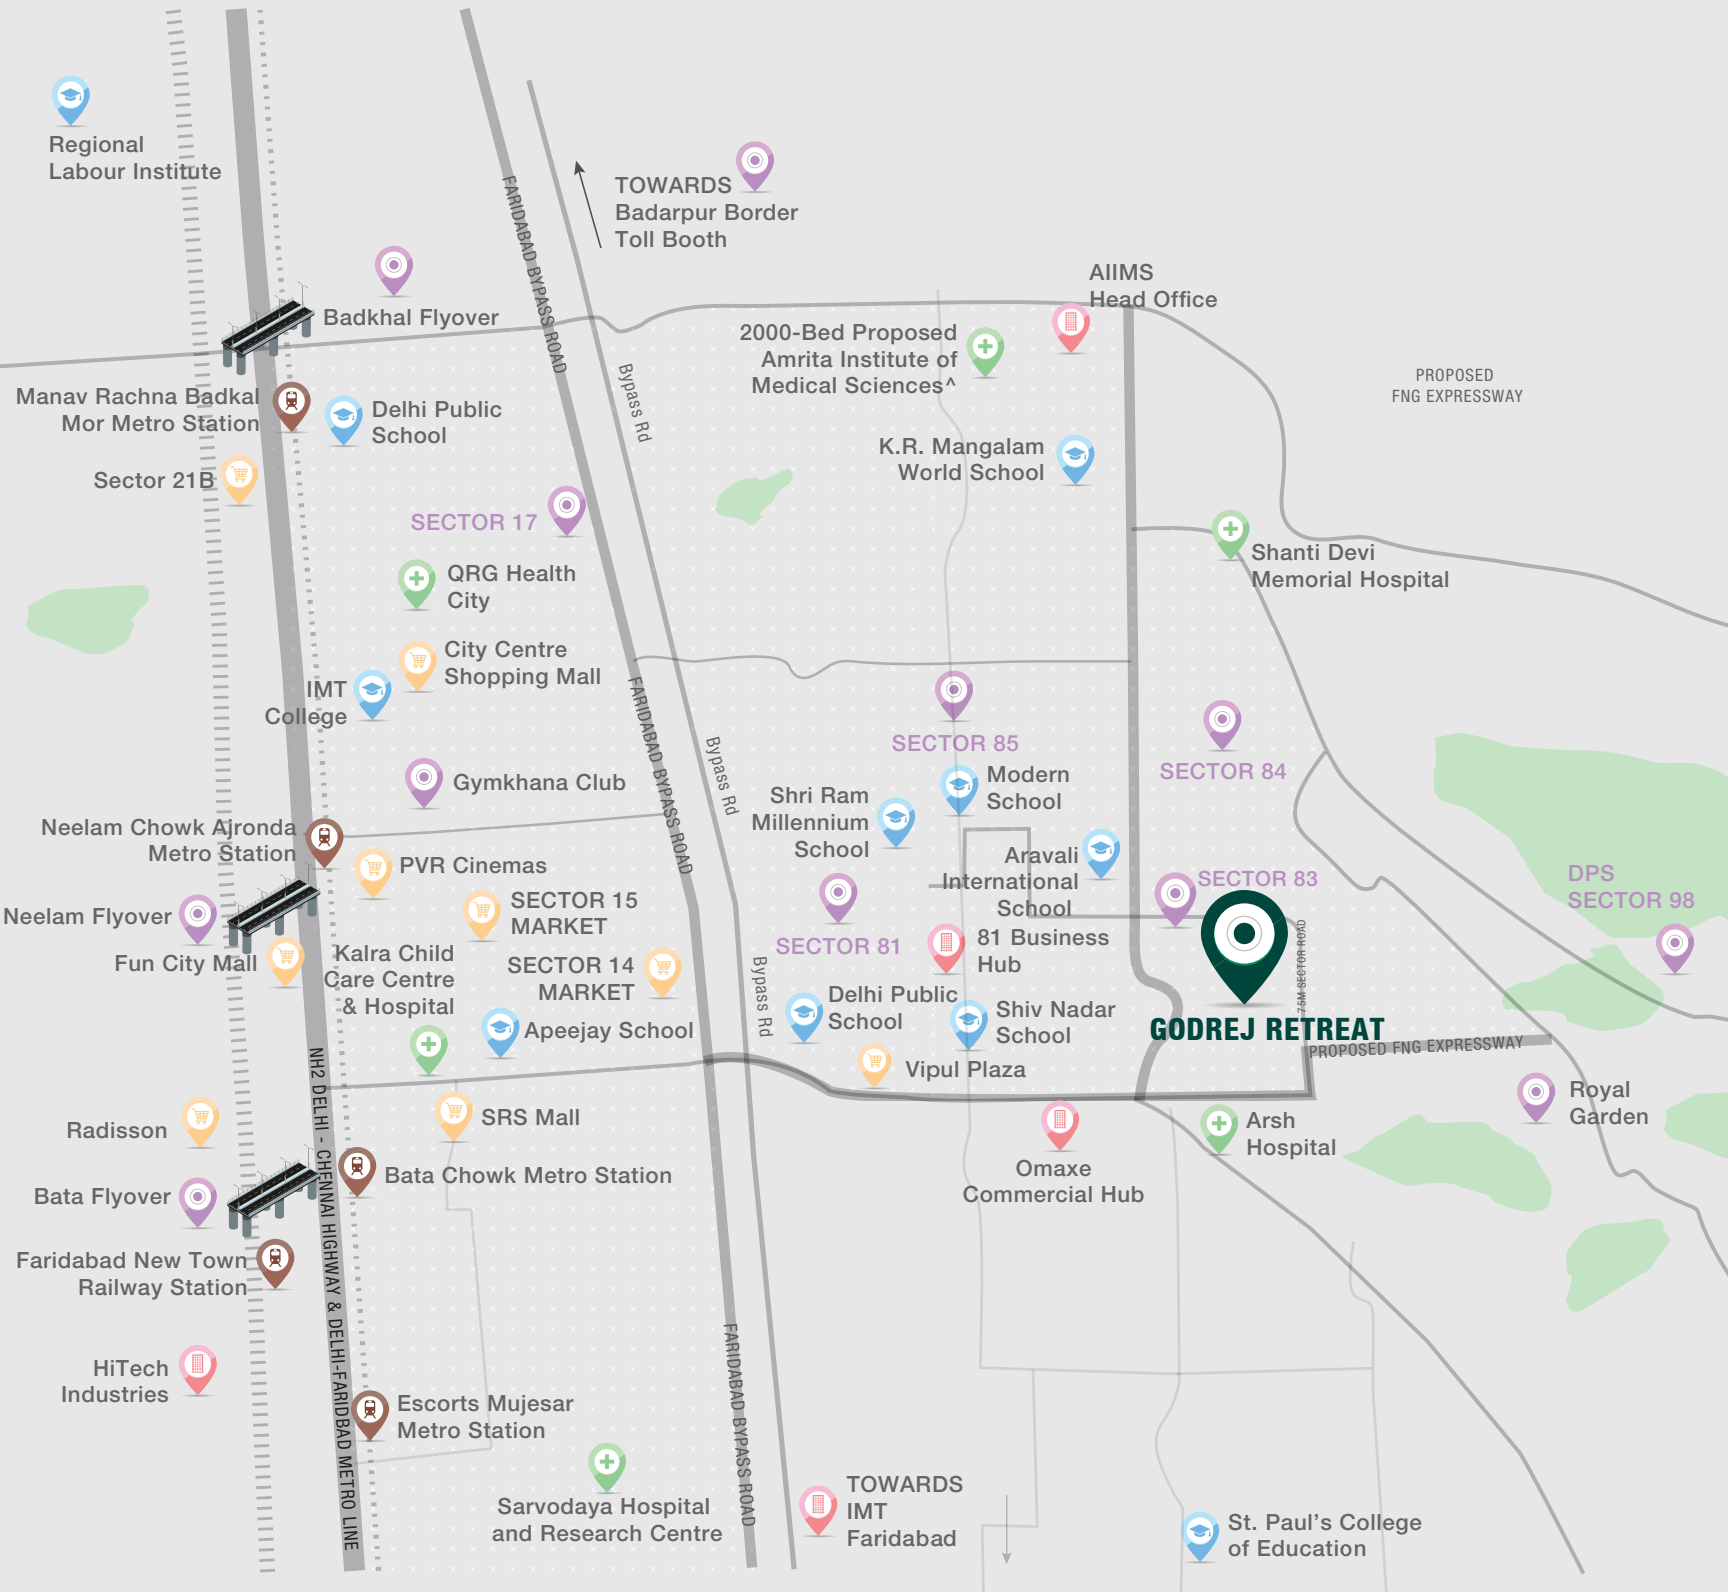 Regional
Labour Institute
TOWARDS
Badarpur Border
Toll Booth
FARIDABAD BYPASS ROAD
AIIMS
Head Office
Badkhal Flyover
2000-Bed Proposed
Amrita Institute of
Medical Sciences^
PROPOSED
FNG EXPRESSWAY
Bypass Rd
Manav Rachna Badkal
Mor Metro Station
Delhi Public
School
K.R. Mangalam
World School
Sector 21B
SECTOR 17
Shanti Devi
Memorial Hospital
QRG Health
City
City Centre
Shopping Mall
IMT
College
FARIDABAD BYPASS ROAD
Bypass Rd
SECTOR 85
SECTOR 84
Gymkhana Club
Modern
School
Shri Ram
Millennium
School
Neelam Chowk Ajronda
Metro Station
PVR Cinemas
Aravali
International
School
SECTOR 83
DPS
SECTOR 98
SECTOR 15
MARKET
Neelam Flyover
SECTOR 81
81 Business
Hub
Fun City Mall
Kalra Child
Care Centre
& Hospital
SECTOR 14
MARKET
Bypass Rd
75M SECTOR ROAD
Delhi Public
School
Shiv Nadar
School
Apeejay School
GODREJ RETREAT
PROPOSED FNG EXPRESSWAY
Vipul Plaza
NH2 DELHI - CHENNAI HIGHWAY & DELHI-FARIDBAD METRO LINE
Royal
Garden
Radisson
SRS Mall
Arsh
Hospital
Omaxe
Commercial Hub
Bata Chowk Metro Station
Bata Flyover
Faridabad New Town
Railway Station
HiTech
Industries
FARIDABAD BYPASS ROAD
Escorts Mujesar
Metro Station
Sarvodaya Hospital
and Research Centre
TOWARDS
IMT
Faridabad
St. Paul's College
of Education